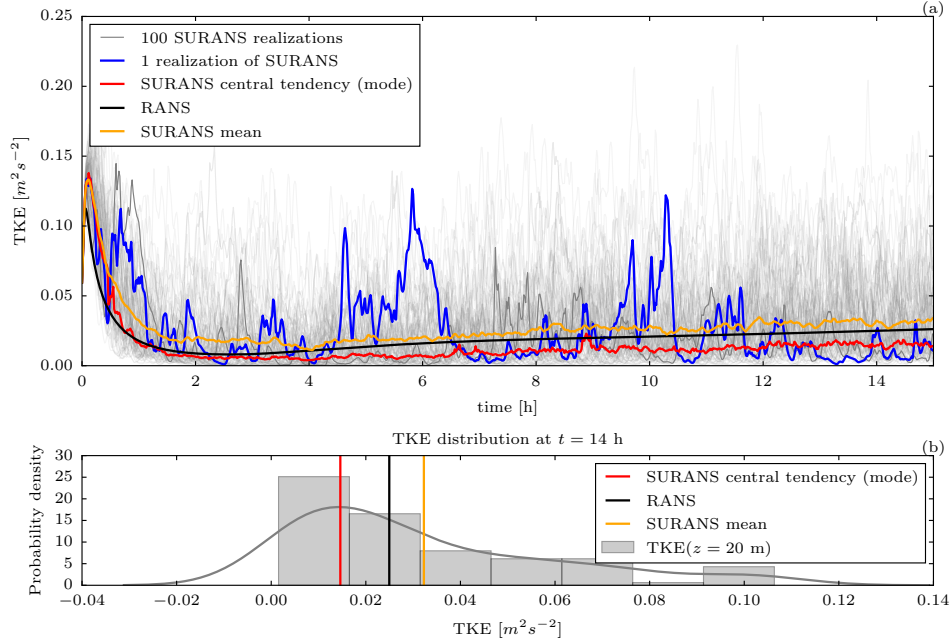 (a)
0.25
0.20
0.15
0.10
0.05
0.00
TKE [m²s⁻²]
100 SURANS realizations
1 realization of SURANS
SURANS central tendency (mode)
RANS
SURANS mean
0 2 4 6 8 10 12 14
time [h]
TKE distribution at t = 14 h
(b)
30
25
20
15
10
5
0
Probability density
SURANS central tendency (mode)
RANS
SURANS mean
TKE(z = 20 m)
−0.04 −0.02 0.00 0.02 0.04 0.06 0.08 0.10 0.12 0.14
TKE [m²s⁻²]